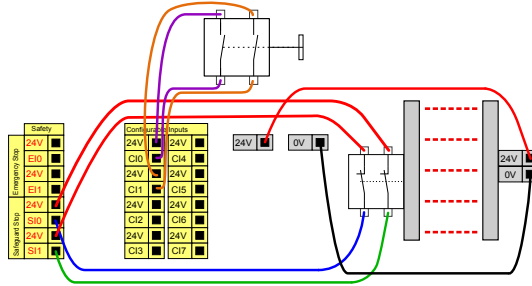 Safety
Emergency Stop
24V
EI0
24V
EI1
Safeguard Stop
24V
SI0
24V
SI1
Configurable Inputs
24V 24V
CI0 CI4
24V 24V
CI1 CI5
24V 24V
CI2 CI6
24V 24V
CI3 CI7
24V
0V
24V
0V